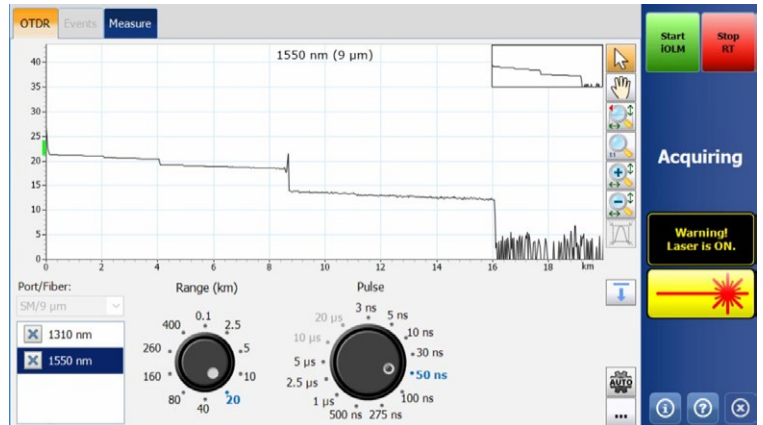 OTDR
Events
Measure
1550 nm (9 µm)
40
35
30
25
20
15
10
5
0
0 2 4 6 8 10 12 14 16 18 km
Port/Fiber:
SM/9 µm
1310 nm
1550 nm
Range (km)
0.1
2.5
5
10
20
40
80
160
260
400
Pulse
3 ns
5 ns
10 ns
30 ns
50 ns
100 ns
275 ns
500 ns
1 µs
2.5 µs
5 µs
10 µs
20 µs
1:1
AUTO
...
Start
iOLM
Stop
RT
Acquiring
Warning!
Laser is ON.